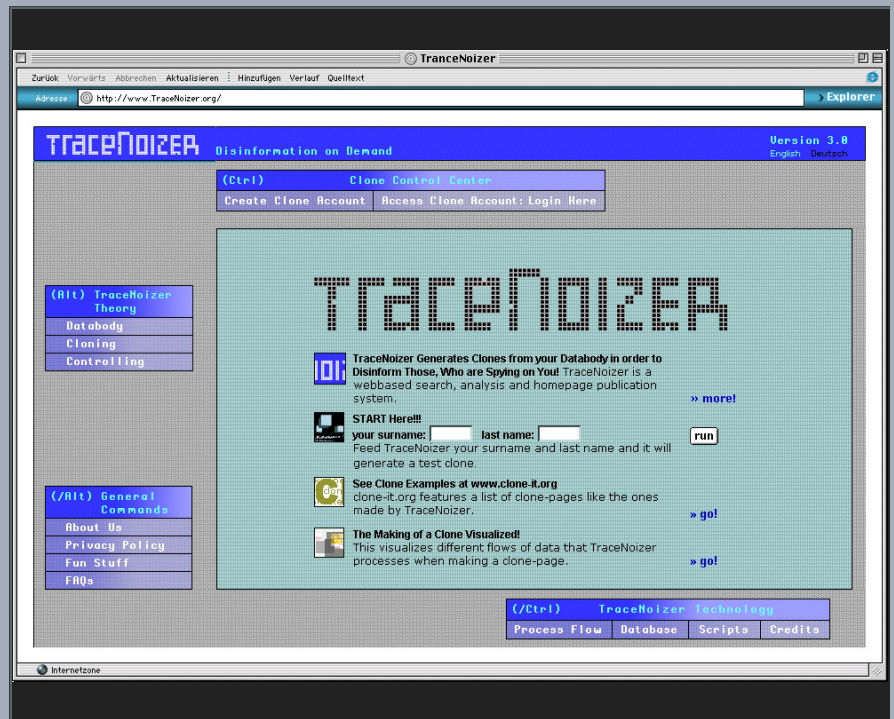 TranceNoizer
Zurück Vorwärts Abbrechen Aktualisieren Hinzufügen Verlauf Quelltext
Adresse: http://www.TraceNoizer.org/ Explorer
TraceNoizer Disinformation on Demand Version 3.0
English Deutsch
(Ctrl) Clone Control Center
Create Clone Account Access Clone Account: Login Here
TraceNoizer
(Alt) TraceNoizer
Theory
Databody
Cloning
Controlling
TraceNoizer Generates Clones from your Databody in order to
Disinform Those, Who are Spying on You! TraceNoizer is a
webbased search, analysis and homepage publication
system. » more!
START Here!!!
your surname: last name: run
Feed TraceNoizer your surname and last name and it will
generate a test clone.
See Clone Examples at www.clone-it.org
clone-it.org features a list of clone-pages like the ones
made by TraceNoizer. » go!
The Making of a Clone Visualized!
This visualizes different flows of data that TraceNoizer
processes when making a clone-page. » go!
(/Alt) General
Commands
About Us
Privacy Policy
Fun Stuff
FAQs
(/Ctrl) TraceNoizer Technology
Process Flow Database Scripts Credits
Internetzone